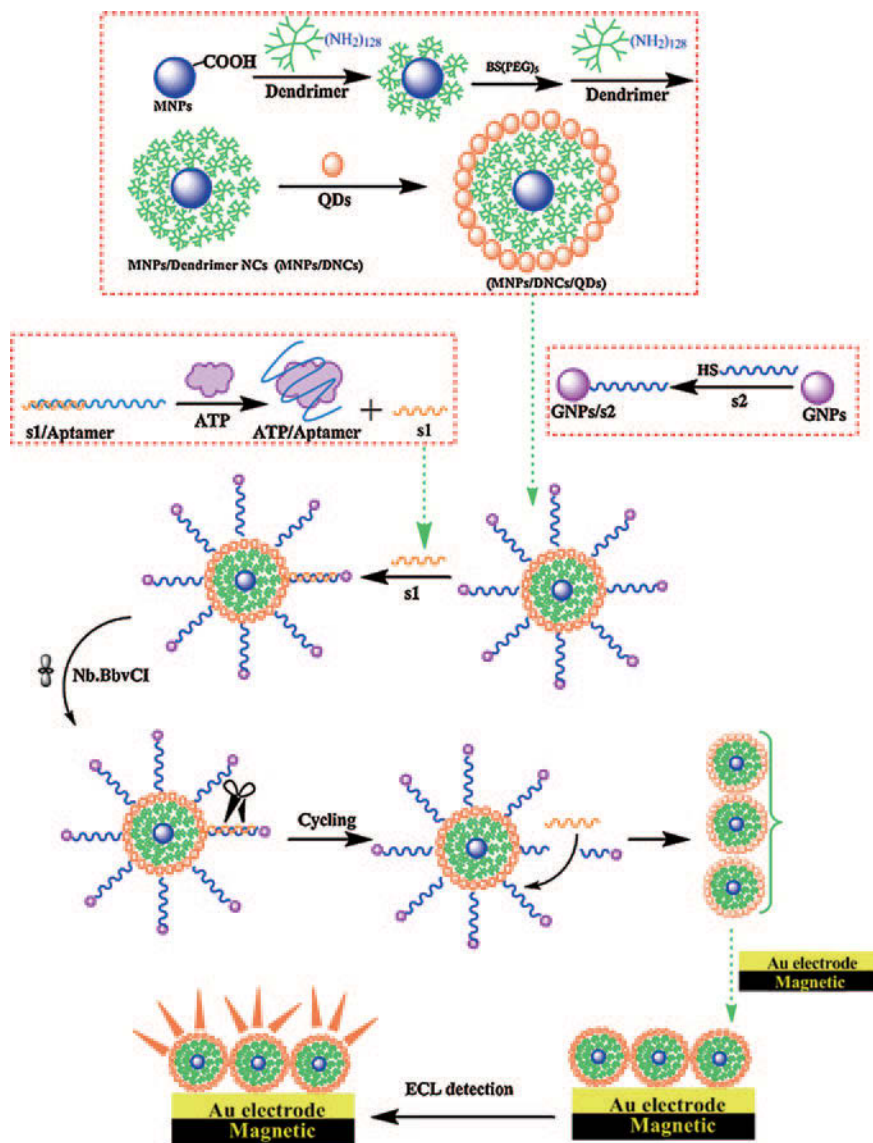 COOH
MNPs
(NH2)128
Dendrimer
BS(PEG)5
(NH2)128
Dendrimer
QDs
MNPs/Dendrimer NCs (MNPs/DNCs)
(MNPs/DNCs/QDs)
s1/Aptamer
ATP
ATP/Aptamer
+
s1
GNPs/s2
HS
s2
GNPs
s1
Nb.BbvCI
Cycling
Au electrode
Magnetic
Au electrode
Magnetic
ECL detection
Au electrode
Magnetic